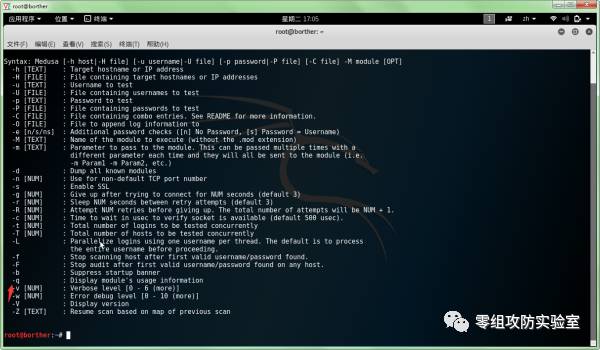 应用程序 位置 终端 星期二 17:05 1 zh
root@borther: ~
文件(F) 编辑(E) 查看(V) 搜索(S) 终端(T) 帮助(H)
Syntax: Medusa [-h host|-H file] [-u username|-U file] [-p password|-P file] [-C file] -M module [OPT]
-h [TEXT] : Target hostname or IP address
-H [FILE] : File containing target hostnames or IP addresses
-u [TEXT] : Username to test
-U [FILE] : File containing usernames to test
-p [TEXT] : Password to test
-P [FILE] : File containing passwords to test
-C [FILE] : File containing combo entries. See README for more information.
-O [FILE] : File to append log information to
-e [n/s/ns] : Additional password checks ([n] No Password, [s] Password = Username)
-M [TEXT] : Name of the module to execute (without the .mod extension)
-m [TEXT] : Parameter to pass to the module. This can be passed multiple times with a
different parameter each time and they will all be sent to the module (i.e.
-m Param1 -m Param2, etc.)
-d : Dump all known modules
-n [NUM] : Use for non-default TCP port number
-s : Enable SSL
-g [NUM] : Give up after trying to connect for NUM seconds (default 3)
-r [NUM] : Sleep NUM seconds between retry attempts (default 3)
-R [NUM] : Attempt NUM retries before giving up. The total number of attempts will be NUM + 1.
-c [NUM] : Time to wait in usec to verify socket is available (default 500 usec).
-t [NUM] : Total number of logins to be tested concurrently
-T [NUM] : Total number of hosts to be tested concurrently
-L : Parallelize logins using one username per thread. The default is to process
the entire username before proceeding.
-f : Stop scanning host after first valid username/password found.
-F : Stop audit after first valid username/password found on any host.
-b : Suppress startup banner
-q : Display module's usage information
-v [NUM] : Verbose level [0 - 6 (more)]
-w [NUM] : Error debug level [0 - 10 (more)]
-V : Display version
-Z [TEXT] : Resume scan based on map of previous scan
root@borther:~#
零组攻防实验室